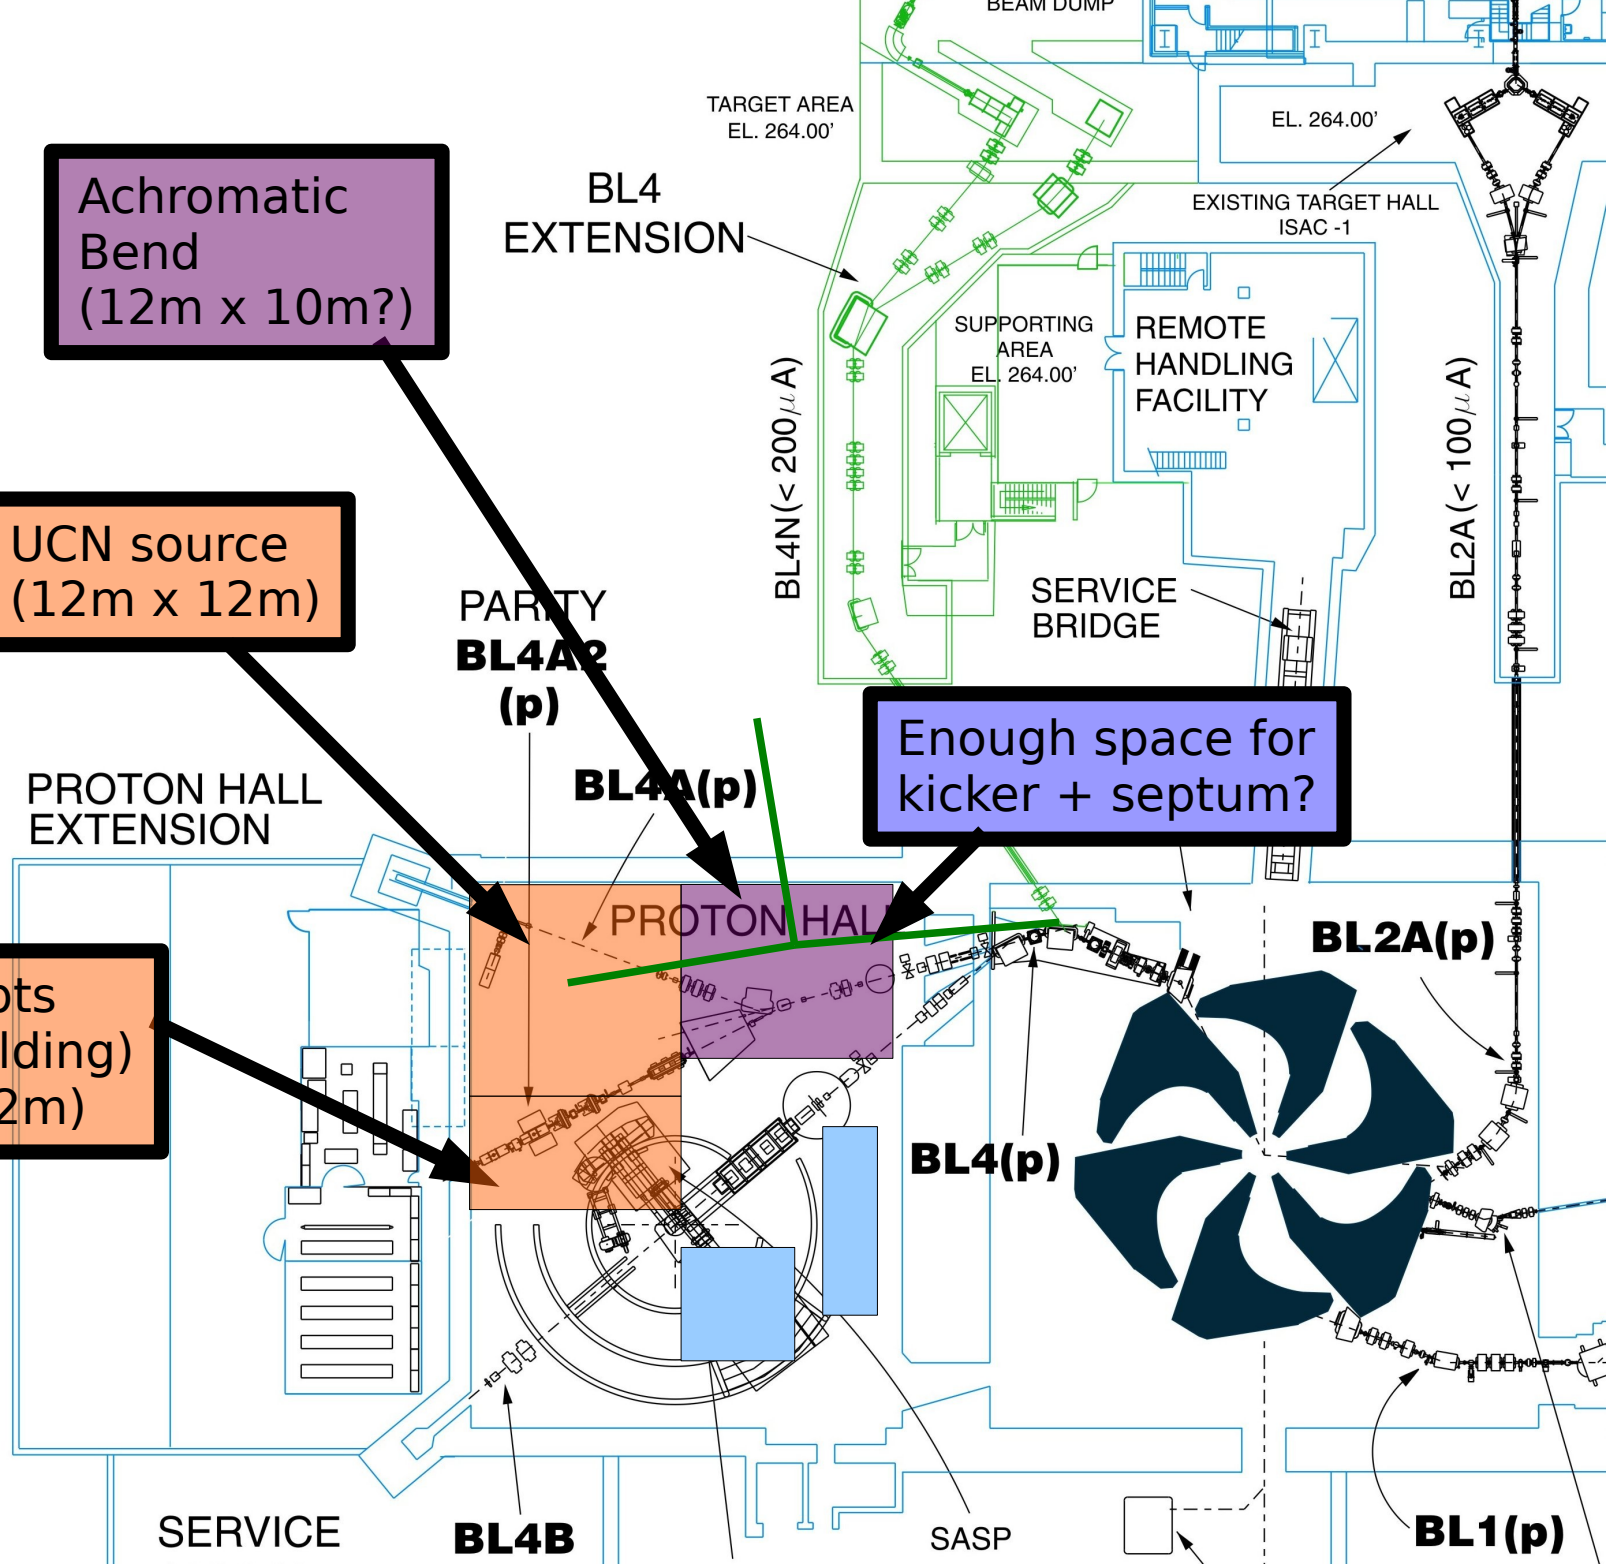 BEAM DUMP
TARGET AREA
EL. 264.00'
EL. 264.00'
Achromatic
Bend
(12m x 10m?)
BL4
EXTENSION
EXISTING TARGET HALL
ISAC -1
SUPPORTING
AREA
EL. 264.00'
REMOTE
HANDLING
FACILITY
BL4N(< 200μ A)
BL2A(< 100μ A)
UCN source
(12m x 12m)
PARITY
BL4A2
(p)
SERVICE
BRIDGE
Enough space for
kicker + septum?
BL4A(p)
PROTON HALL
EXTENSION
PROTON HALL
BL2A(p)
lding)
2m)
BL4(p)
SERVICE
BL4B
SASP
BL1(p)